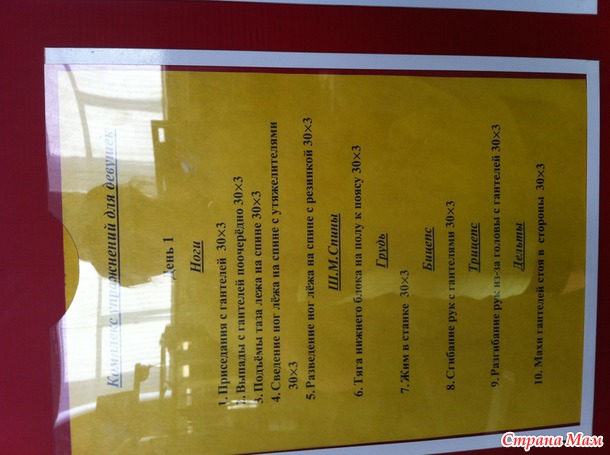 Комплекс упражнений для девушек
День 1
Ноги
1. Приседания с гантелей 30×3
2. Выпады с гантелей поочерёдно 30×3
3. Подъёмы таза лежа на спине 30×3
4. Сведение ног лёжа на спине с утяжелителями
30×3
5. Разведение ног лёжа на спине с резинкой 30×3
Ш.М.Спины
6. Тяга нижнего блока на полу к поясу 30×3
Грудь
7. Жим в станке 30×3
Бицепс
8. Сгибание рук с гантелями 30×3
Трицепс
9. Разгибание рук из-за головы с гантелей 30×3
Дельты
10. Махи гантелей стоя в стороны 30×3
Страна Мам